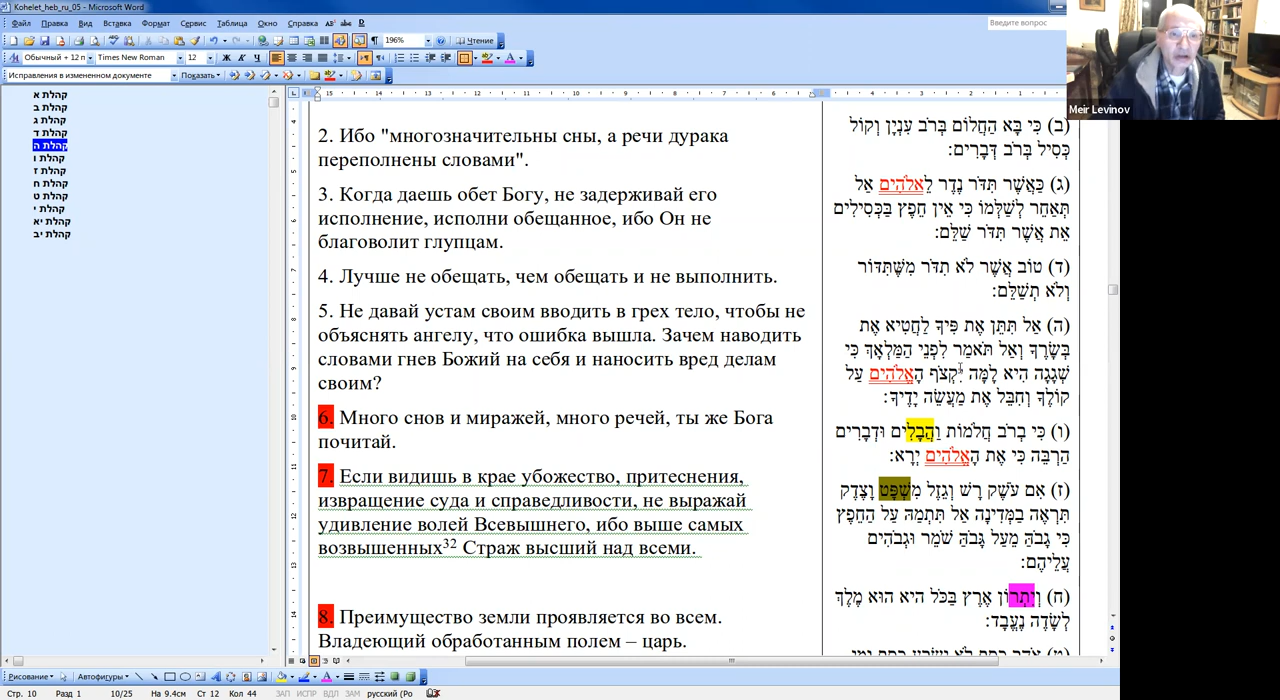 Kohelet_heb_ru_05 - Microsoft Word
Файл Правка Вид Вставка Формат Сервис Таблица Окно Справка
Введите вопрос
196% Чтение
Обычный + 12 п Times New Roman 12 Ж К Ч
Исправления в измененном документе Показать
Meir Levinov
קהלת א
קהלת ב
קהלת ג
קהלת ד
קהלת ה
קהלת ו
קהלת ז
קהלת ח
קהלת ט
קהלת י
קהלת יא
קהלת יב
2. Ибо "многозначительны сны, а речи дурака
переполнены словами".
3. Когда даешь обет Богу, не задерживай его
исполнение, исполни обещанное, ибо Он не
благоволит глупцам.
4. Лучше не обещать, чем обещать и не выполнить.
5. Не давай устам своим вводить в грех тело, чтобы не
объяснять ангелу, что ошибка вышла. Зачем наводить
словами гнев Божий на себя и наносить вред делам
своим?
6. Много снов и миражей, много речей, ты же Бога
почитай.
7. Если видишь в крае убожество, притеснения,
извращение суда и справедливости, не выражай
удивление волей Всевышнего, ибо выше самых
возвышенных32 Страж высший над всеми.
8. Преимущество земли проявляется во всем.
Владеющий обработанным полем – царь.
(ב) כִּי בָּא הַחֲלוֹם בְּרֹב עִנְיָן וְקוֹל
כְּסִיל בְּרֹב דְּבָרִים:
(ג) כַּאֲשֶׁר תִּדֹּר נֶדֶר לֵאלֹהִים אַל
תְּאַחֵר לְשַׁלְּמוֹ כִּי אֵין חֵפֶץ בַּכְּסִילִים
אֵת אֲשֶׁר תִּדֹּר שַׁלֵּם:
(ד) טוֹב אֲשֶׁר לֹא תִדֹּר מִשֶּׁתִּדּוֹר
וְלֹא תְשַׁלֵּם:
(ה) אַל תִּתֵּן אֶת פִּיךָ לַחֲטִיא אֶת
בְּשָׂרֶךָ וְאַל תֹּאמַר לִפְנֵי הַמַּלְאָךְ כִּי
שְׁגָגָה הִיא לָמָּה יִקְצֹף הָאֱלֹהִים עַל
קוֹלֶךָ וְחִבֵּל אֶת מַעֲשֵׂה יָדֶיךָ:
(ו) כִּי בְרֹב חֲלֹמוֹת וַהֲבָלִים וּדְבָרִים
הַרְבֵּה כִּי אֶת הָאֱלֹהִים יְרָא:
(ז) אִם עֹשֶׁק רָשׁ וְגֵזֶל מִשְׁפָּט וָצֶדֶק
תִּרְאֶה בַמְּדִינָה אַל תִּתְמַהּ עַל הַחֵפֶץ
כִּי גָבֹהַּ מֵעַל גָּבֹהַּ שֹׁמֵר וּגְבֹהִים
עֲלֵיהֶם:
(ח) וְיִתְרוֹן אֶרֶץ בַּכֹּל הִיא הוּא מֶלֶךְ
לְשָׂדֶה נֶעֱבָד:
Рисование Автофигуры
Стр. 10 Разд 1 10/25 На 9.4см Ст 12 Кол 44 ЗАП ИСПР ВДЛ ЗАМ русский (Ро